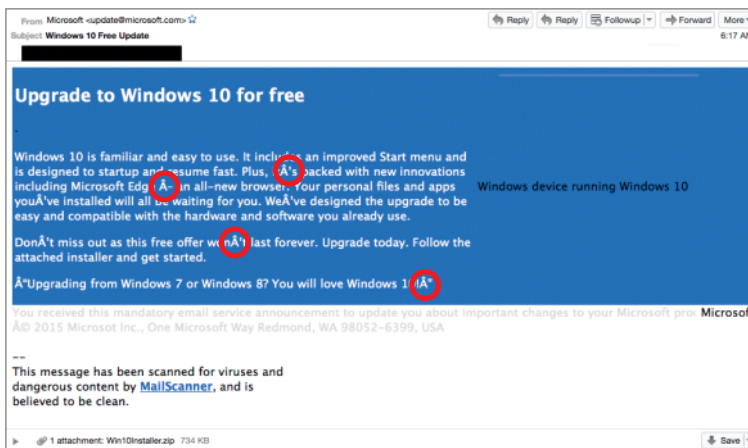 From Microsoft <update@microsoft.com>
Reply Reply Followup Forward More
Subject Windows 10 Free Update
6:17 AM
Upgrade to Windows 10 for free
.
Windows 10 is familiar and easy to use. It includes an improved Start menu and
is designed to startup and resume fast. Plus, itÂ's packed with new innovations
including Microsoft Edge Â- an all-new browser. Your personal files and apps
youÂ've installed will all be waiting for you. WeÂ've designed the upgrade to be
easy and compatible with the hardware and software you already use.
Windows device running Windows 10
DonÂ't miss out as this free offer wonÂ't last forever. Upgrade today. Follow the
attached installer and get started.
Â"Upgrading from Windows 7 or Windows 8? You will love Windows 10!Â"
You received this mandatory email service announcement to update you about important changes to your Microsoft Microsoft
Â© 2015 Microsot Inc., One Microsoft Way Redmond, WA 98052-6399, USA
--
This message has been scanned for viruses and
dangerous content by MailScanner, and is
believed to be clean.
1 attachment: Win10Installer.zip 734 KB
Save